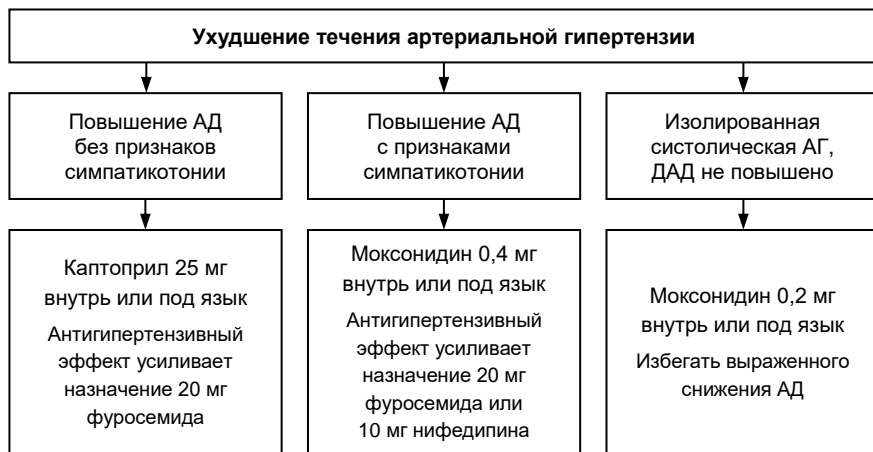 Ухудшение течения артериальной гипертензии
Повышение АД
без признаков
симпатикотонии
Повышение АД
с признаками
симпатикотонии
Изолированная
систолическая АГ,
ДАД не повышено
Каптоприл 25 мг
внутрь или под язык
Антигипертензивный
эффект усиливает
назначение 20 мг
фуросемида
Моксонидин 0,4 мг
внутрь или под язык
Антигипертензивный
эффект усиливает
назначение 20 мг
фуросемида или
10 мг нифедипина
Моксонидин 0,2 мг
внутрь или под язык
Избегать выраженного
снижения АД